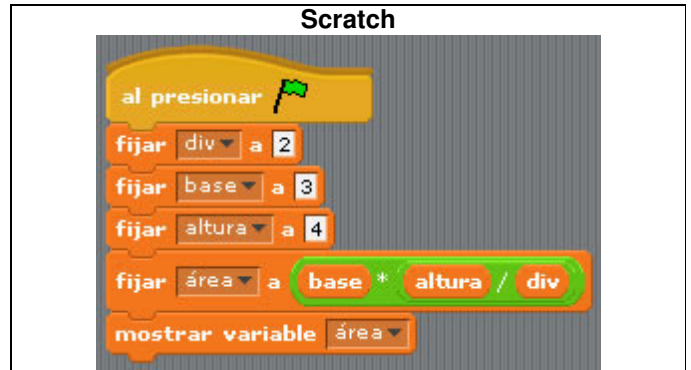 Scratch
al presionar
fijar div a 2
fijar base a 3
fijar altura a 4
fijar área a base * altura / div
mostrar variable área